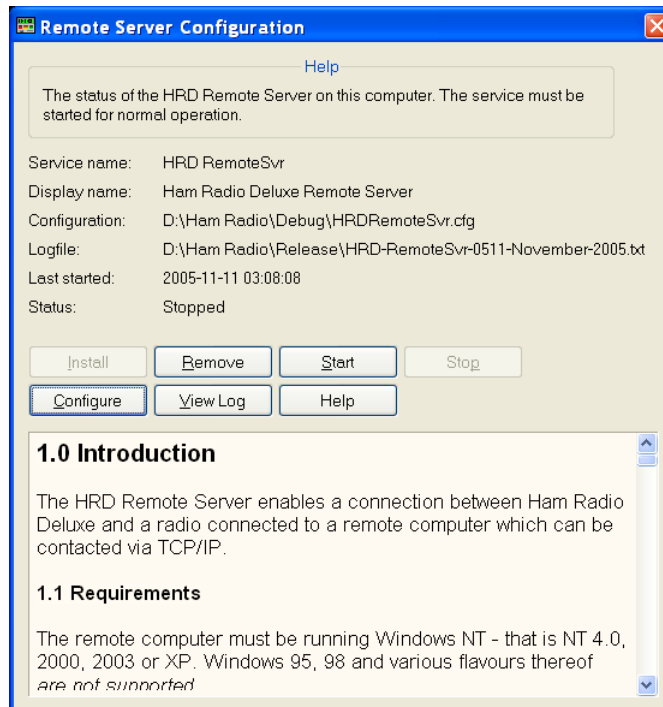 Remote Server Configuration
Help
The status of the HRD Remote Server on this computer. The service must be
started for normal operation.
Service name: HRD RemoteSvr
Display name: Ham Radio Deluxe Remote Server
Configuration: D:\Ham Radio\Debug\HRDRemoteSvr.cfg
Logfile: D:\Ham Radio\Release\HRD-RemoteSvr-0511-November-2005.txt
Last started: 2005-11-11 03:08:08
Status: Stopped
Install Remove Start Stop
Configure View Log Help
1.0 Introduction
The HRD Remote Server enables a connection between Ham Radio
Deluxe and a radio connected to a remote computer which can be
contacted via TCP/IP.
1.1 Requirements
The remote computer must be running Windows NT - that is NT 4.0,
2000, 2003 or XP. Windows 95, 98 and various flavours thereof
are not supported